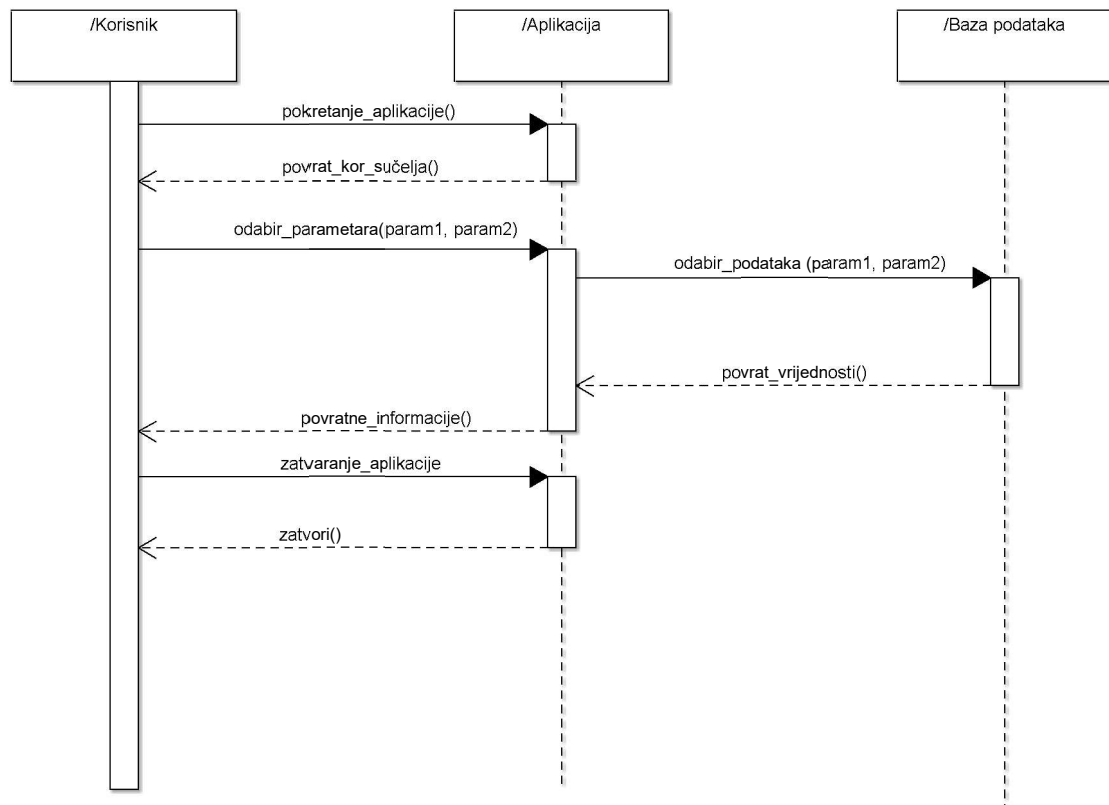 /Korisnik
/Aplikacija
/Baza podataka
pokretanje_aplikacije()
povrat_kor_sučelja()
odabir_parametara(param1, param2)
odabir_podataka (param1, param2)
povrat_vrijednosti()
povratne_informacije()
zatvaranje_aplikacije
zatvori()